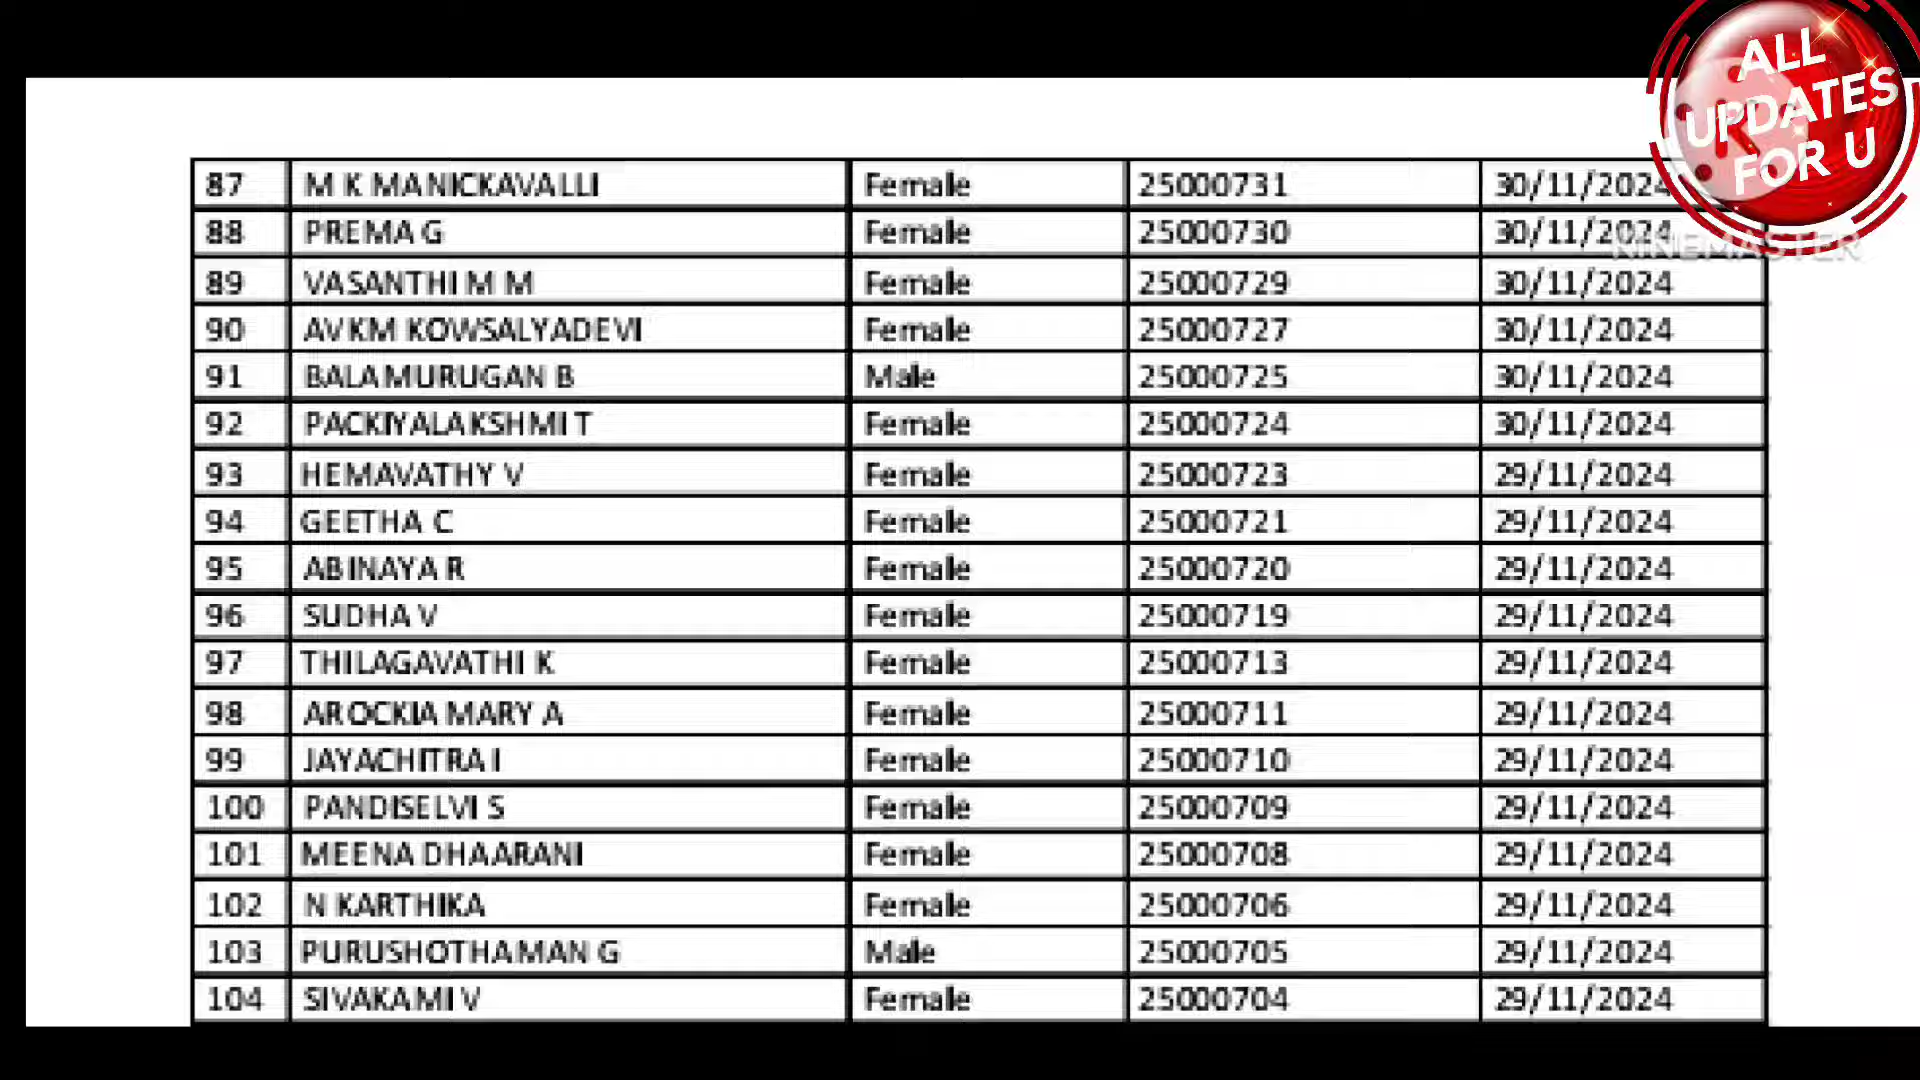 ALL
UPDATES
FOR U
87 M K MANICKAVALLI Female 25000731 30/11/2024
88 PREMA G Female 25000730 30/11/2024
KINEMASTER
89 VASANTHI M M Female 25000729 30/11/2024
90 AVKM KOWSALYADEVI Female 25000727 30/11/2024
91 BALAMURUGAN B Male 25000725 30/11/2024
92 PACKIYALAKSHMI T Female 25000724 30/11/2024
93 HEMAVATHY V Female 25000723 29/11/2024
94 GEETHA C Female 25000721 29/11/2024
95 ABINAYA R Female 25000720 29/11/2024
96 SUDHA V Female 25000719 29/11/2024
97 THILAGAVATHI K Female 25000713 29/11/2024
98 AROCKIA MARY A Female 25000711 29/11/2024
99 JAYACHITRA I Female 25000710 29/11/2024
100 PANDISELVI S Female 25000709 29/11/2024
101 MEENA DHAARANI Female 25000708 29/11/2024
102 N KARTHIKA Female 25000706 29/11/2024
103 PURUSHOTHAMAN G Male 25000705 29/11/2024
104 SIVAKAMI V Female 25000704 29/11/2024